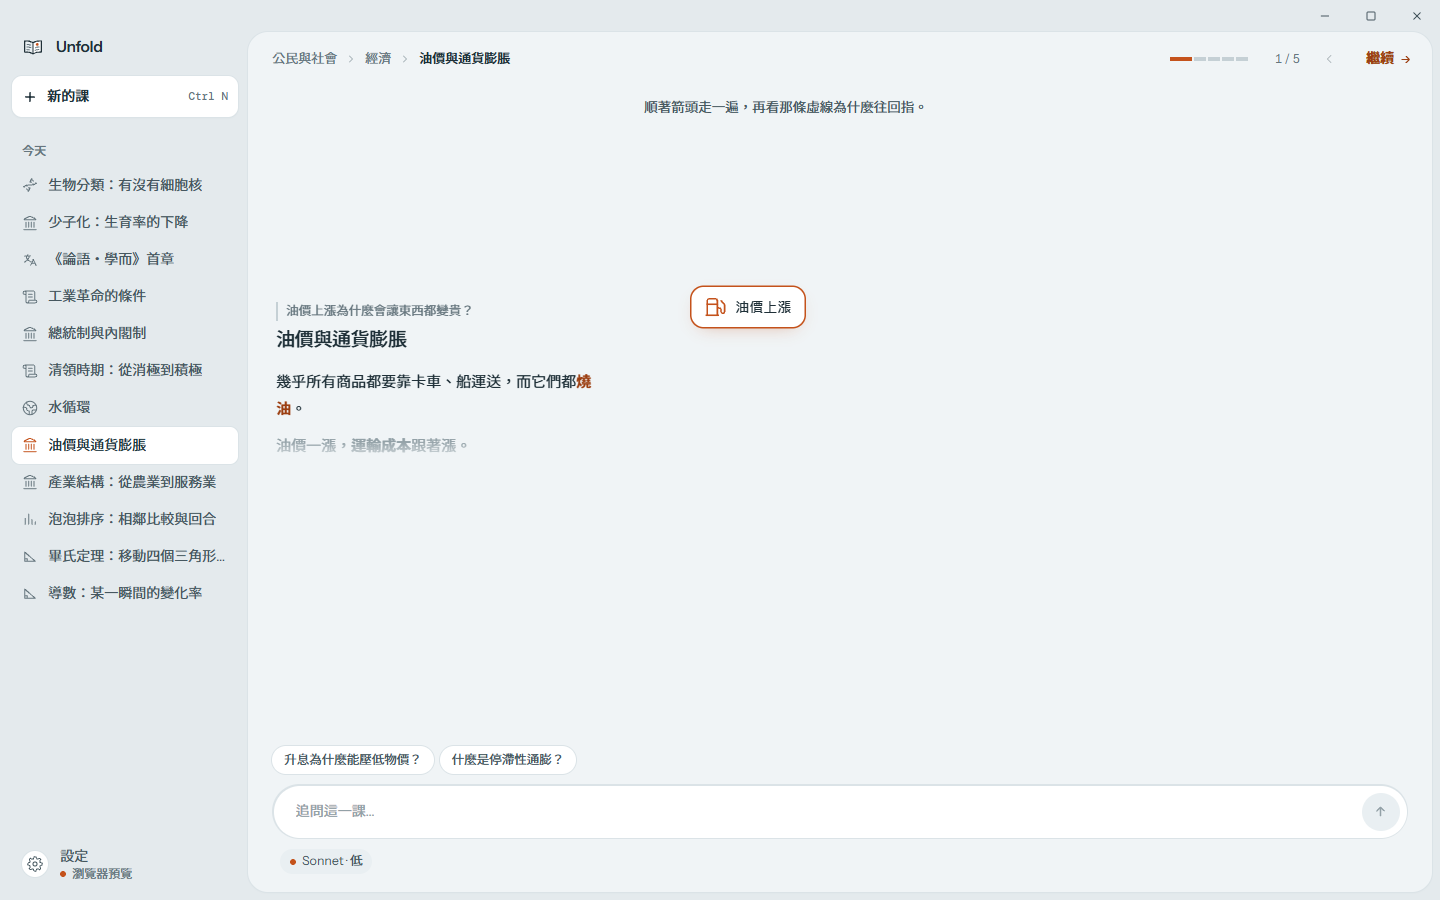 Unfold
新的課
Ctrl N
今天
生物分類：有沒有細胞核
少子化：生育率的下降
《論語・學而》首章
工業革命的條件
總統制與內閣制
清領時期：從消極到積極
水循環
油價與通貨膨脹
產業結構：從農業到服務業
泡泡排序：相鄰比較與回合
畢氏定理：移動四個三角形...
導數：某一瞬間的變化率
設定
瀏覽器預覽
公民與社會 › 經濟 › 油價與通貨膨脹
1 / 5
繼續 →
順著箭頭走一遍，再看那條虛線為什麼往回指。
油價上漲為什麼會讓東西都變貴？
油價與通貨膨脹
幾乎所有商品都要靠卡車、船運送，而它們都燒
油。
油價一漲，運輸成本跟著漲。
油價上漲
升息為什麼能壓低物價？
什麼是停滯性通膨？
追問這一課...
Sonnet·低